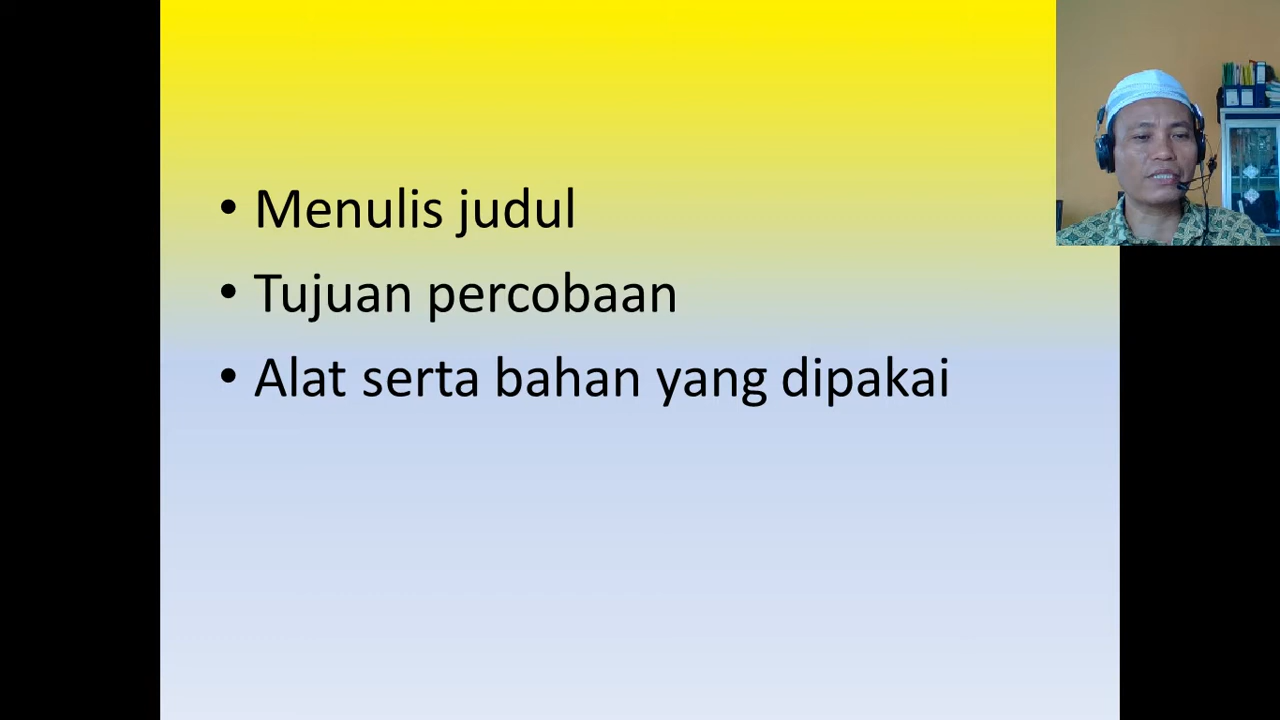 • Menulis judul
• Tujuan percobaan
• Alat serta bahan yang dipakai